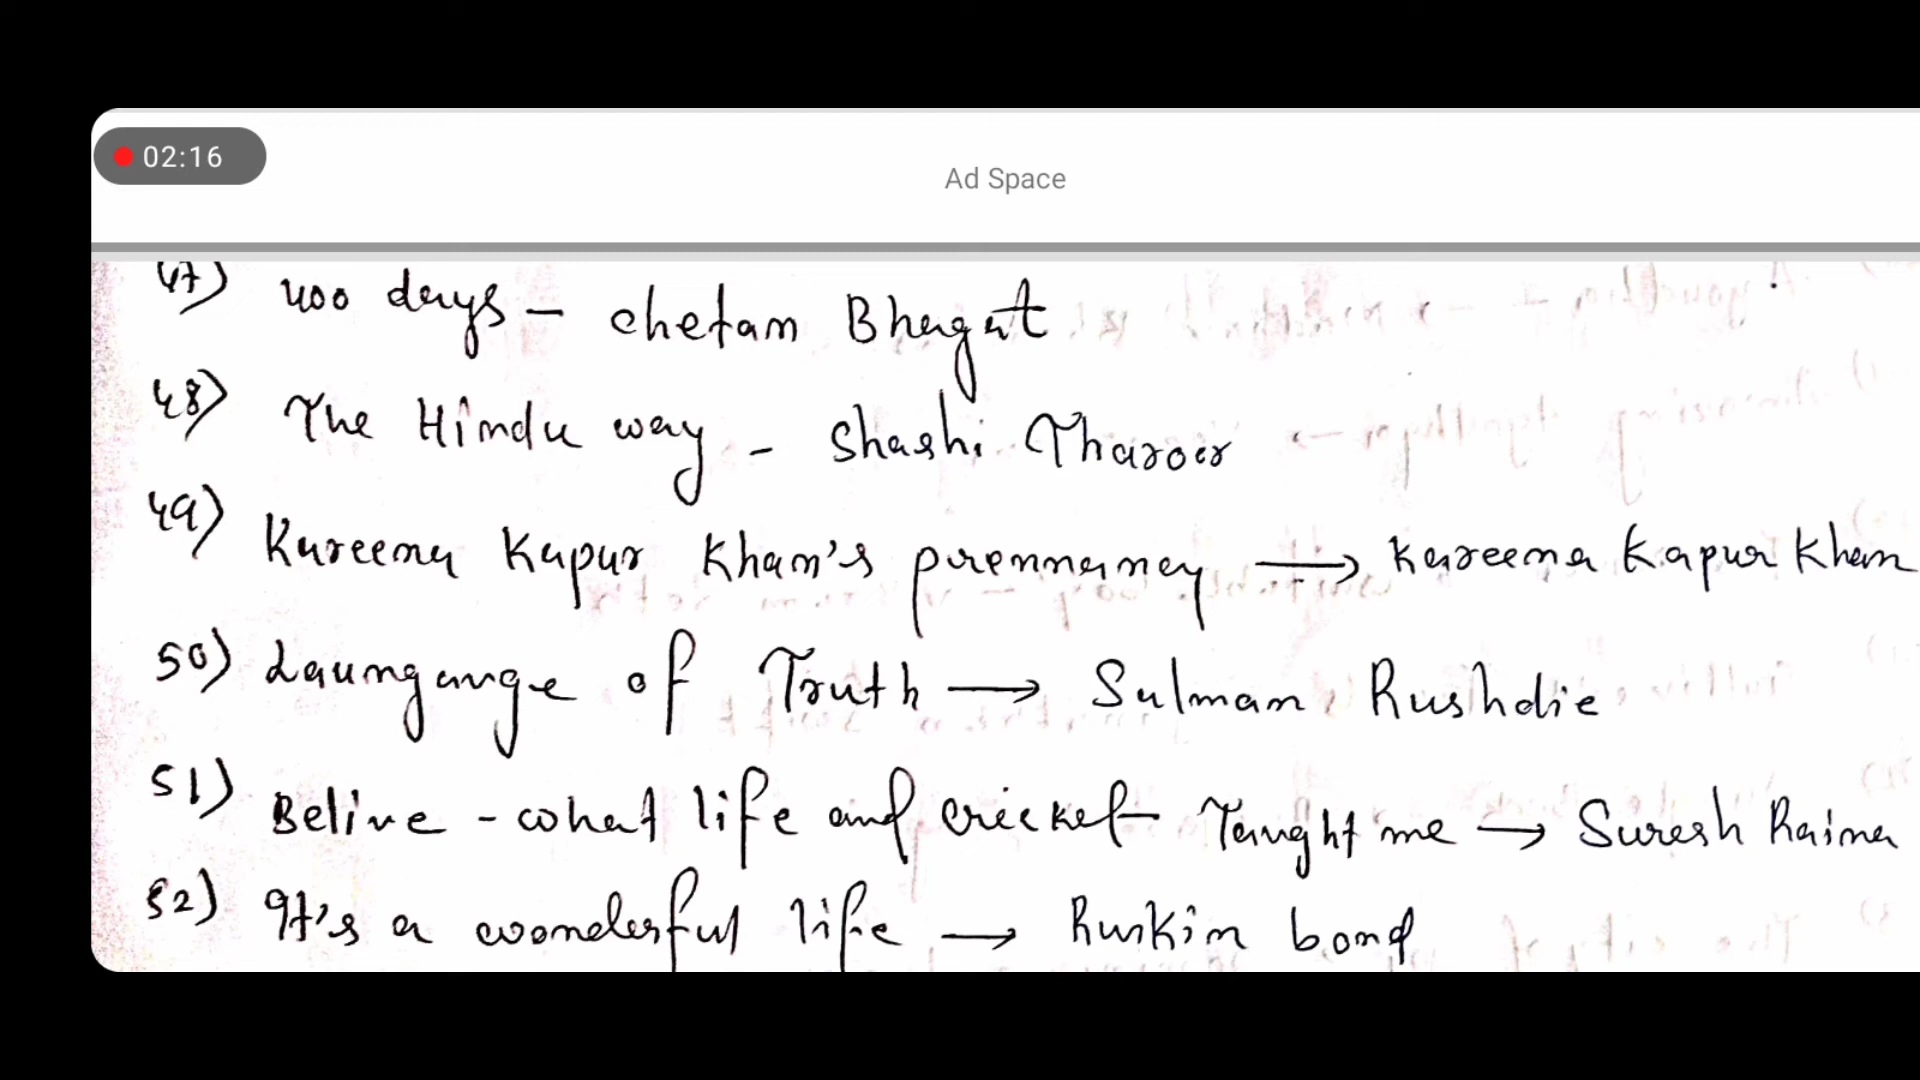 02:16
Ad Space
47) 400 days - Chetan Bhagat
48) The Hindu way - Shashi Tharoor
49) Kareena Kapur Khan's prennaney → Kareena Kapur Khan
50) Laungauge of Truth → Salman Rushdie
51) Belive - what life and cricket Taught me → Suresh Raina
52) It's a wonderful life → Ruskin bond